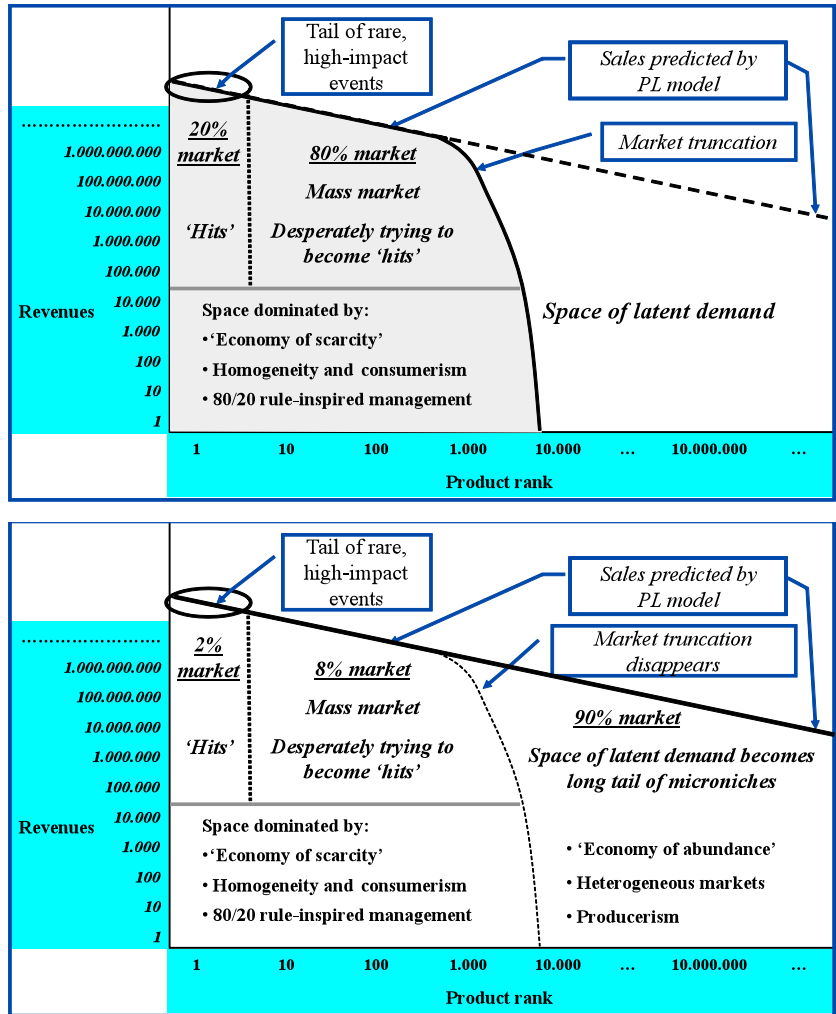 Tail of rare,
high-impact
events
Sales predicted by
PL model
Market truncation
20%
market
80% market
Mass market
‘Hits’
Desperately trying to
become ‘hits’
Space of latent demand
Space dominated by:
•‘Economy of scarcity’
• Homogeneity and consumerism
• 80/20 rule-inspired management
……………………….
1.000.000.000
100.000.000
10.000.000
1.000.000
100.000
10.000
Revenues
1.000
100
10
1
1 10 100 1.000 10.000 … 10.000.000 …
Product rank
Tail of rare,
high-impact
events
Sales predicted by
PL model
Market truncation
disappears
2%
market
8% market
Mass market
‘Hits’
Desperately trying to
become ‘hits’
90% market
Space of latent demand becomes
long tail of microniches
Space dominated by:
•‘Economy of scarcity’
• Homogeneity and consumerism
• 80/20 rule-inspired management
• ‘Economy of abundance’
• Heterogeneous markets
• Producerism
……………………….
1.000.000.000
100.000.000
10.000.000
1.000.000
100.000
10.000
Revenues
1.000
100
10
1
1 10 100 1.000 10.000 … 10.000.000 …
Product rank